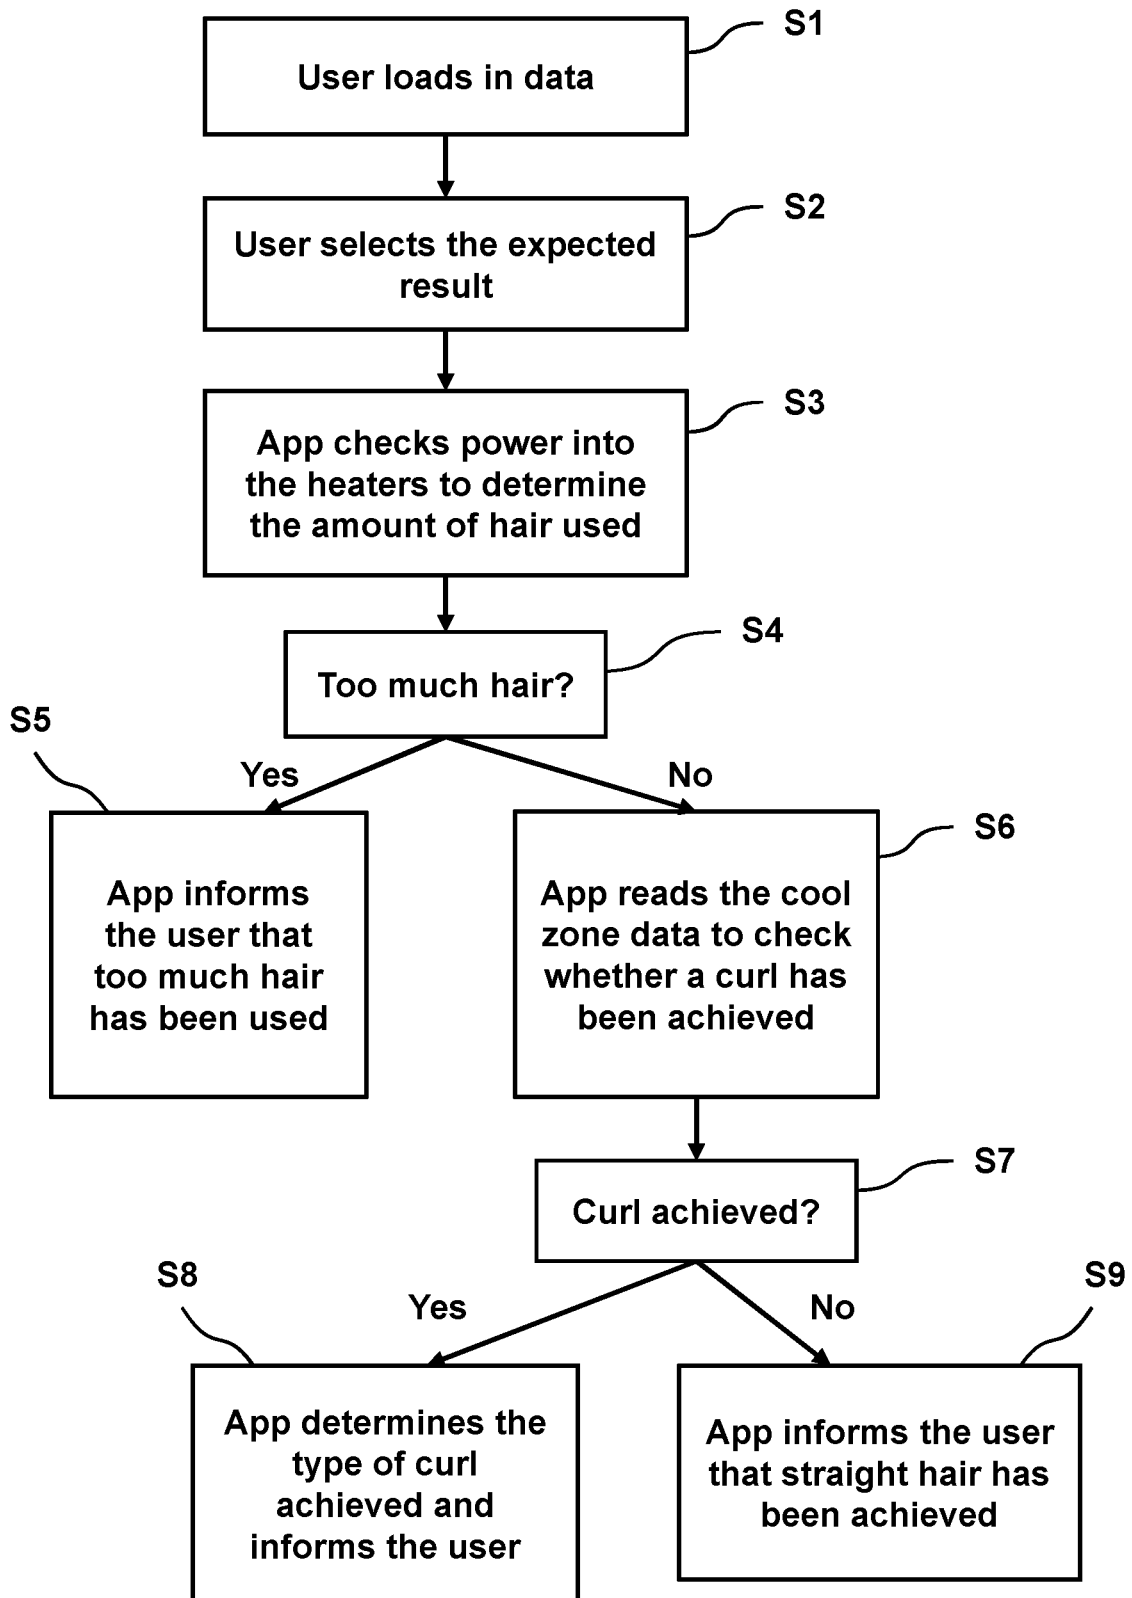 S1
User loads in data
S2
User selects the expected
result
S3
App checks power into
the heaters to determine
the amount of hair used
S4
Too much hair?
S5
Yes
No
App informs
the user that
too much hair
has been used
S6
App reads the cool
zone data to check
whether a curl has
been achieved
S7
Curl achieved?
S8
Yes
No
S9
App determines the
type of curl
achieved and
informs the user
App informs the user
that straight hair has
been achieved